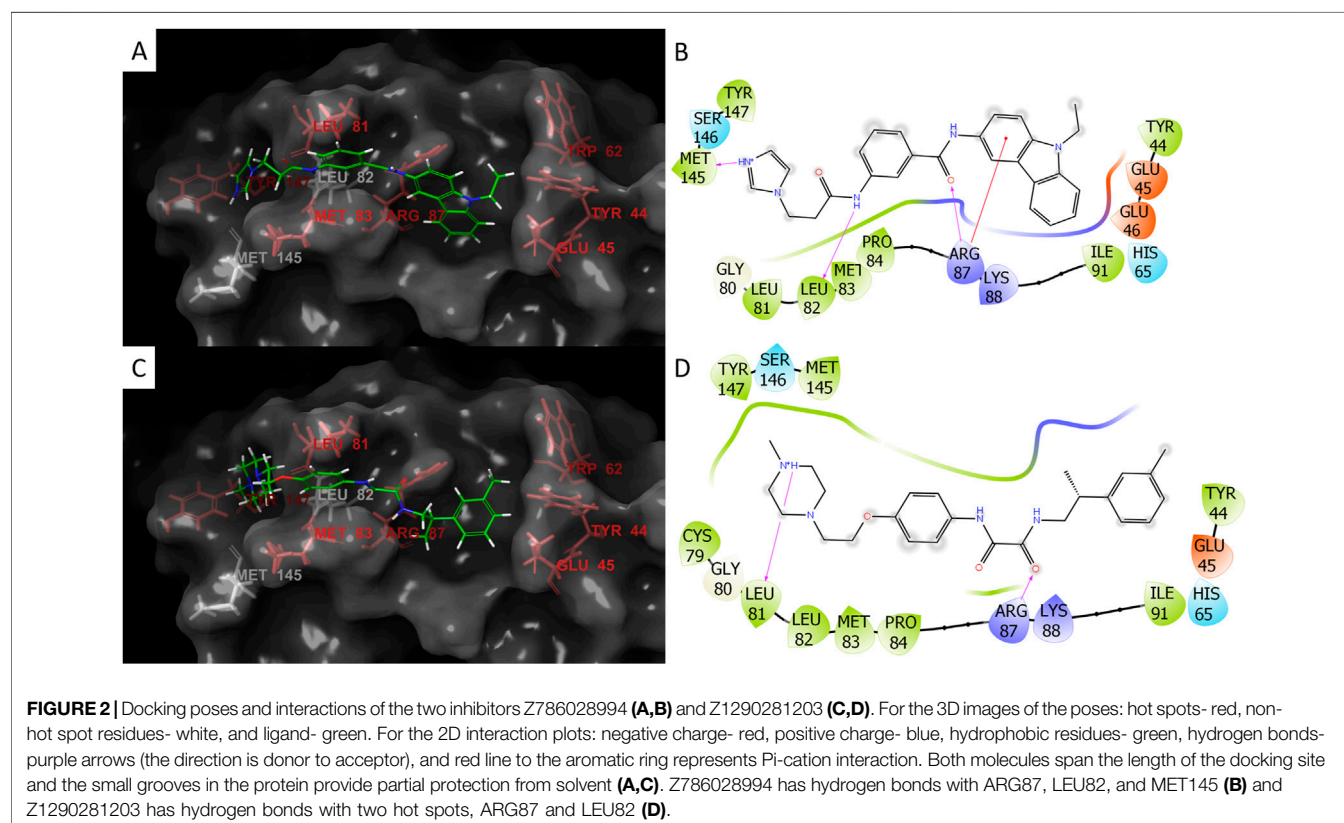 A
LEU 81
TRP 62
TYR 147
LEU 82
MET 83
ARG 87
TYR 44
GLU 45
MET 145
B
TYR
147
SER
146
MET
145
HN+
N
O
N
H
O
H
N
N
TYR
44
GLU
45
GLU
46
HIS
65
ILE
91
PRO
84
ARG
87
LYS
88
GLY
80
LEU
81
LEU
82
MET
83
C
LEU 81
TRP 62
LEU 82
MET 83
ARG 87
TYR 44
GLU 45
MET 145
D
TYR
147
SER
146
MET
145
N+H
N
O
NH
O
O
NH
TYR
44
GLU
45
HIS
65
ILE
91
CYS
79
GLY
80
LEU
81
LEU
82
MET
83
PRO
84
ARG
87
LYS
88
FIGURE 2 | Docking poses and interactions of the two inhibitors Z786028994 (A,B) and Z1290281203 (C,D). For the 3D images of the poses: hot spots- red, non-
hot spot residues- white, and ligand- green. For the 2D interaction plots: negative charge- red, positive charge- blue, hydrophobic residues- green, hydrogen bonds-
purple arrows (the direction is donor to acceptor), and red line to the aromatic ring represents Pi-cation interaction. Both molecules span the length of the docking site
and the small grooves in the protein provide partial protection from solvent (A,C). Z786028994 has hydrogen bonds with ARG87, LEU82, and MET145 (B) and
Z1290281203 has hydrogen bonds with two hot spots, ARG87 and LEU82 (D).